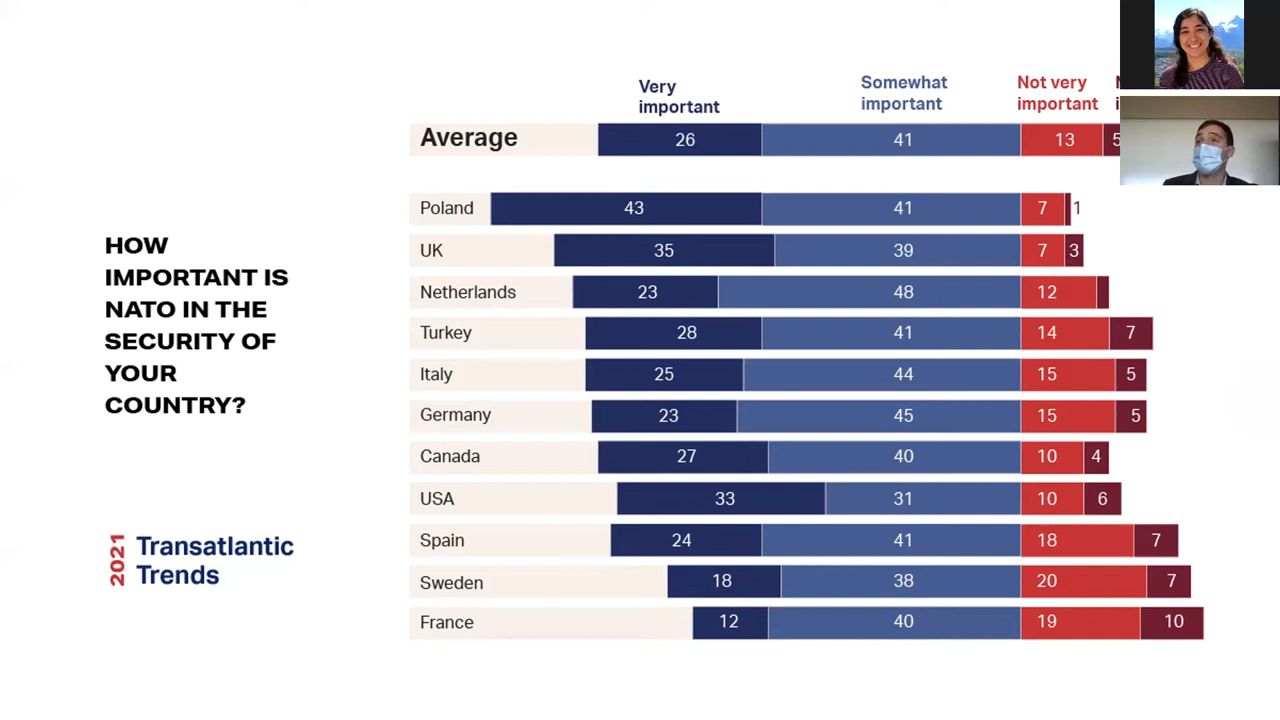 Very
important
Somewhat
important
Not very
important
Average 26 41 13 5
Poland 43 41 7 1
UK 35 39 7 3
Netherlands 23 48 12
Turkey 28 41 14 7
Italy 25 44 15 5
Germany 23 45 15 5
Canada 27 40 10 4
USA 33 31 10 6
Spain 24 41 18 7
Sweden 18 38 20 7
France 12 40 19 10
HOW
IMPORTANT IS
NATO IN THE
SECURITY OF
YOUR
COUNTRY?
2021
Transatlantic
Trends